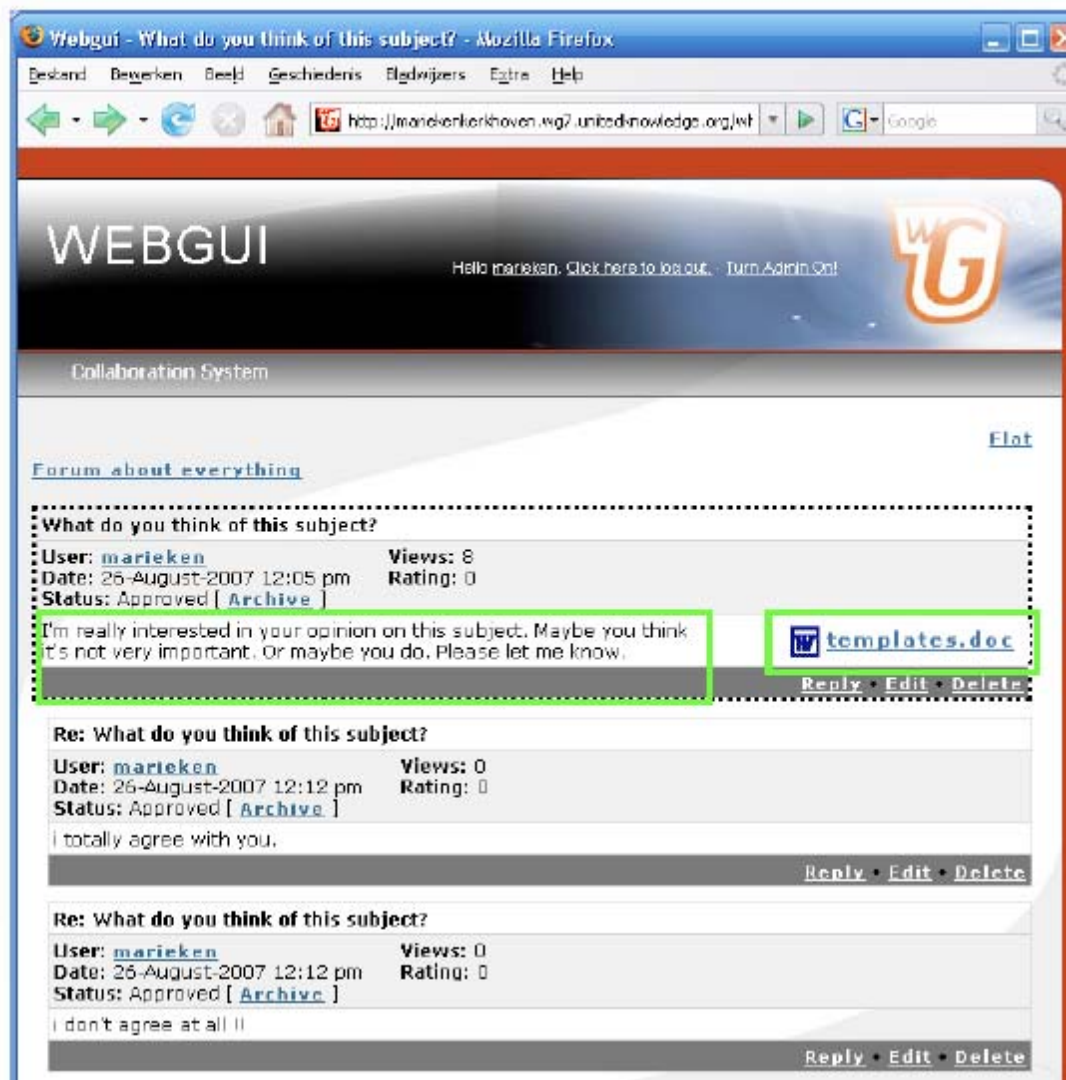 Webgui - What do you think of this subject? - Mozilla Firefox
Bestand Bewerken Beeld Geschiedenis Bladwijzers Extra Help
http://mariekenkerkhoven.wg7.unitedknowledge.org/wh
Google
WEBGUI
Hello marieken. Click here to log out. - Turn Admin On!
Collaboration System
Flat
Forum about everything
What do you think of this subject?
User: marieken Views: 8
Date: 26-August-2007 12:05 pm Rating: 0
Status: Approved [ Archive ]
I'm really interested in your opinion on this subject. Maybe you think
it's not very important. Or maybe you do. Please let me know.
templates.doc
Reply • Edit • Delete
Re: What do you think of this subject?
User: marieken Views: 0
Date: 26-August-2007 12:12 pm Rating: 0
Status: Approved [ Archive ]
i totally agree with you.
Reply • Edit • Delete
Re: What do you think of this subject?
User: marieken Views: 0
Date: 26-August-2007 12:12 pm Rating: 0
Status: Approved [ Archive ]
i don't agree at all !!
Reply • Edit • Delete